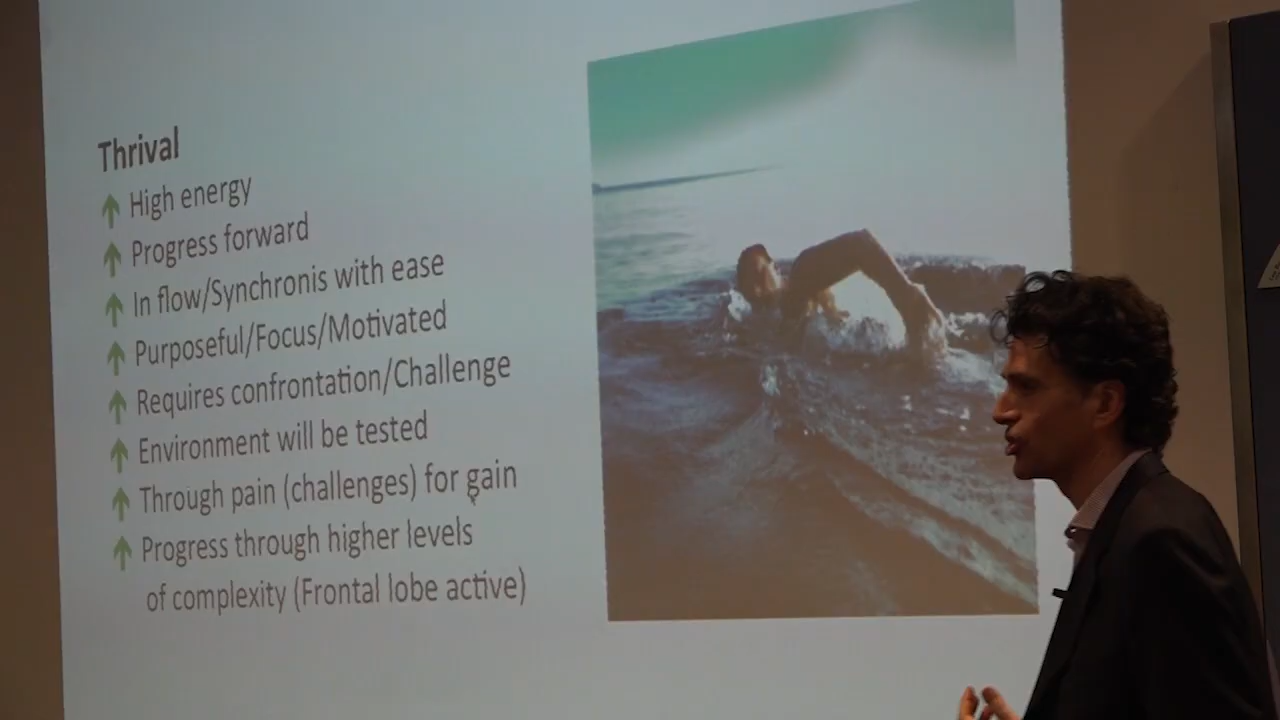 Thrival
High energy
Progress forward
In flow/Synchronis with ease
Purposeful/Focus/Motivated
Requires confrontation/Challenge
Environment will be tested
Through pain (challenges) for gain
Progress through higher levels
of complexity (Frontal lobe active)